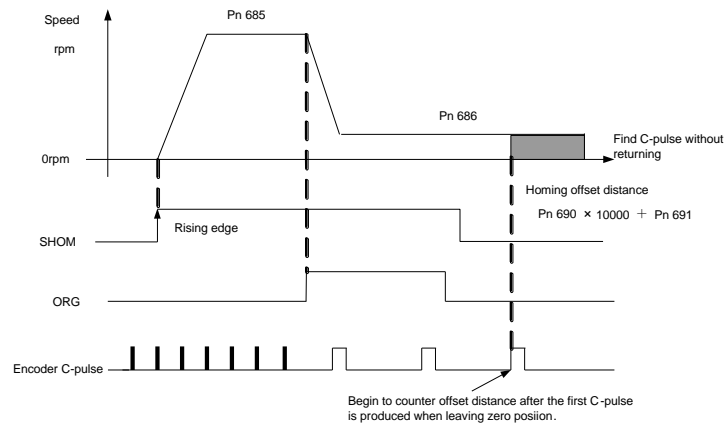 Speed
rpm
Pn 685
Pn 686
0rpm
Find C-pulse without
returning
Homing offset distance
Pn 690 × 10000 + Pn 691
Rising edge
SHOM
ORG
Encoder C-pulse
Begin to counter offset distance after the first C-pulse
is produced when leaving zero posiion.